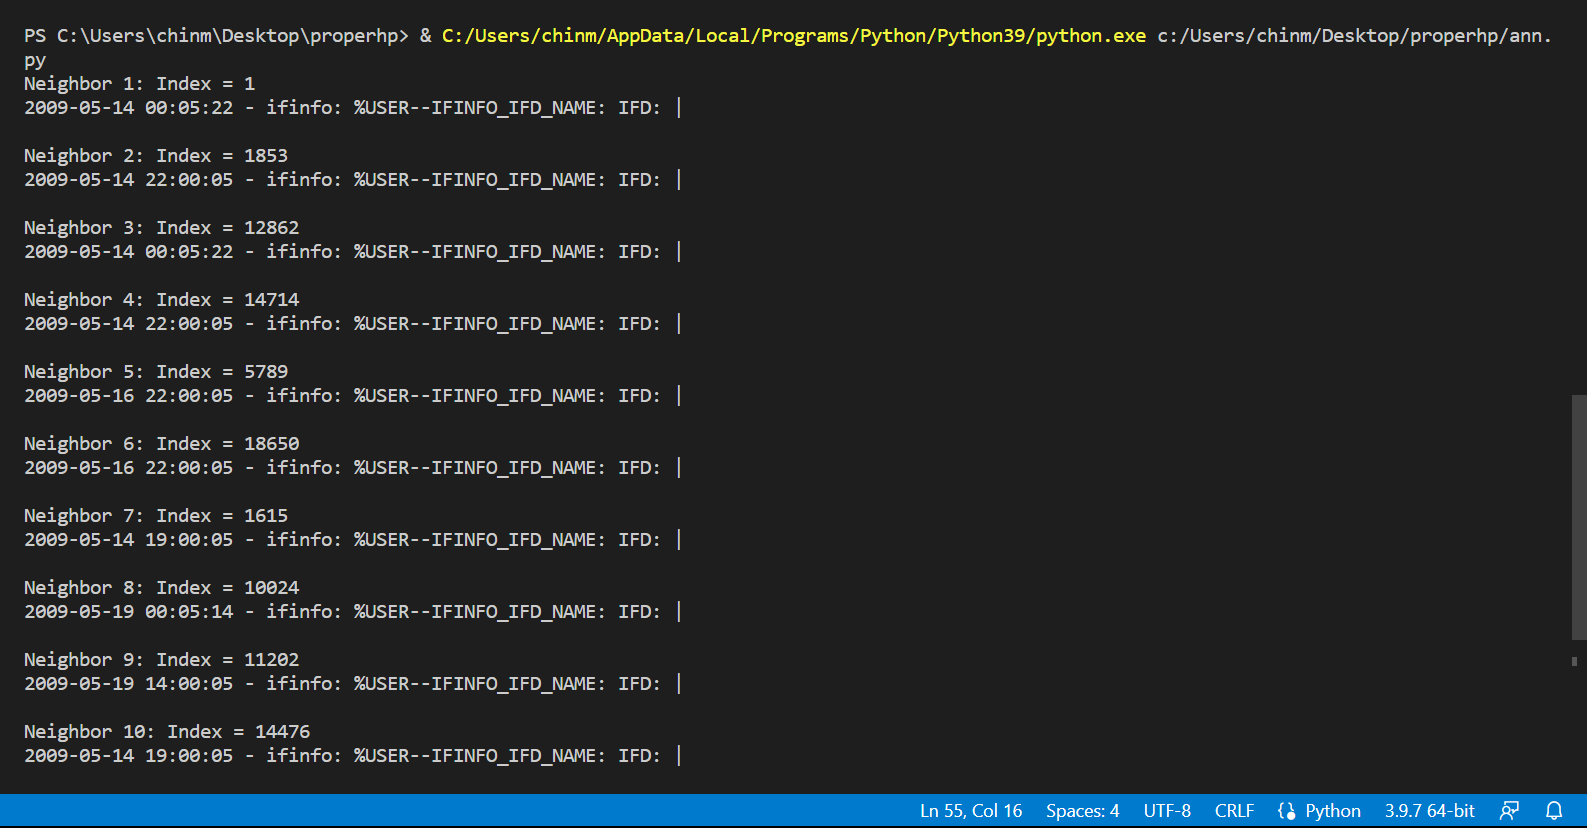 PS C:\Users\chinm\Desktop\properhp> & C:/Users/chinm/AppData/Local/Programs/Python/Python39/python.exe c:/Users/chinm/Desktop/properhp/ann.
py
Neighbor 1: Index = 1
2009-05-14 00:05:22 - ifinfo: %USER--IFINFO_IFD_NAME: IFD: |
Neighbor 2: Index = 1853
2009-05-14 22:00:05 - ifinfo: %USER--IFINFO_IFD_NAME: IFD: |
Neighbor 3: Index = 12862
2009-05-14 00:05:22 - ifinfo: %USER--IFINFO_IFD_NAME: IFD: |
Neighbor 4: Index = 14714
2009-05-14 22:00:05 - ifinfo: %USER--IFINFO_IFD_NAME: IFD: |
Neighbor 5: Index = 5789
2009-05-16 22:00:05 - ifinfo: %USER--IFINFO_IFD_NAME: IFD: |
Neighbor 6: Index = 18650
2009-05-16 22:00:05 - ifinfo: %USER--IFINFO_IFD_NAME: IFD: |
Neighbor 7: Index = 1615
2009-05-14 19:00:05 - ifinfo: %USER--IFINFO_IFD_NAME: IFD: |
Neighbor 8: Index = 10024
2009-05-19 00:05:14 - ifinfo: %USER--IFINFO_IFD_NAME: IFD: |
Neighbor 9: Index = 11202
2009-05-19 14:00:05 - ifinfo: %USER--IFINFO_IFD_NAME: IFD: |
Neighbor 10: Index = 14476
2009-05-14 19:00:05 - ifinfo: %USER--IFINFO_IFD_NAME: IFD: |
Ln 55, Col 16 Spaces: 4 UTF-8 CRLF Python 3.9.7 64-bit